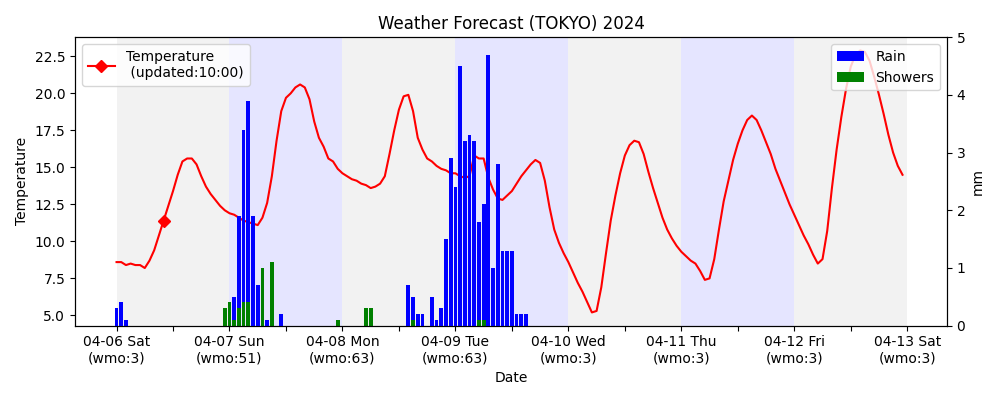 Weather Forecast (TOKYO) 2024
Temperature
(updated:10:00)
Rain
Showers
Temperature
22.5
20.0
17.5
15.0
12.5
10.0
7.5
5.0
5
4
3
2
1
0
mm
04-06 Sat
(wmo:3)
04-07 Sun
(wmo:51)
04-08 Mon
(wmo:63)
04-09 Tue
(wmo:63)
04-10 Wed
(wmo:3)
04-11 Thu
(wmo:3)
04-12 Fri
(wmo:3)
04-13 Sat
(wmo:3)
Date